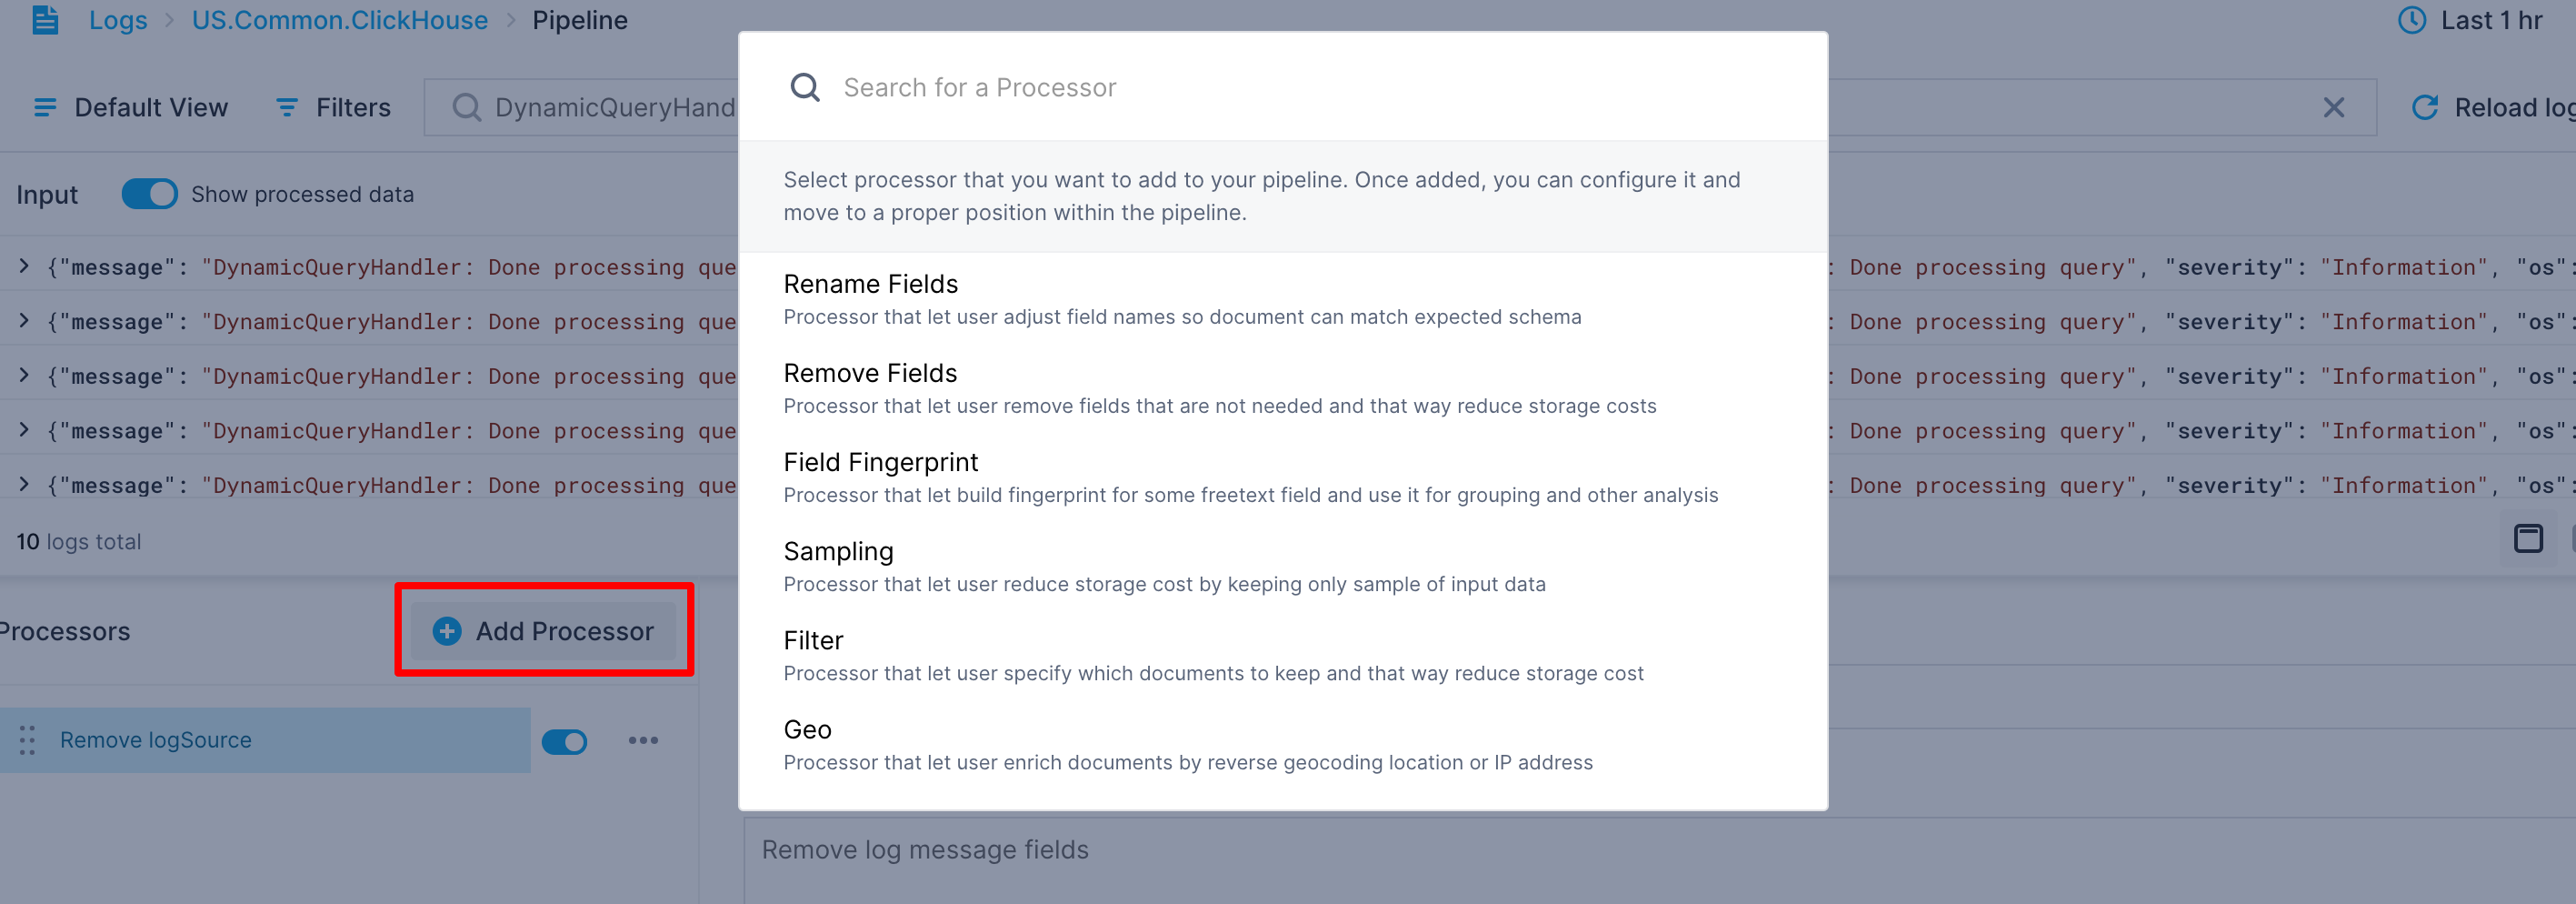 Logs > US.Common.ClickHouse > Pipeline
Last 1 hr
Default View
Filters
DynamicQueryHand
Reload log
Search for a Processor
Select processor that you want to add to your pipeline. Once added, you can configure it and
move to a proper position within the pipeline.
Input
Show processed data
{"message": "DynamicQueryHandler: Done processing que
: Done processing query", "severity": "Information", "os":
{"message": "DynamicQueryHandler: Done processing que
: Done processing query", "severity": "Information", "os":
{"message": "DynamicQueryHandler: Done processing que
: Done processing query", "severity": "Information", "os":
{"message": "DynamicQueryHandler: Done processing que
: Done processing query", "severity": "Information", "os":
{"message": "DynamicQueryHandler: Done processing que
: Done processing query", "severity": "Information", "os":
10 logs total
Rename Fields
Processor that let user adjust field names so document can match expected schema
Remove Fields
Processor that let user remove fields that are not needed and that way reduce storage costs
Field Fingerprint
Processor that let build fingerprint for some freetext field and use it for grouping and other analysis
Sampling
Processor that let user reduce storage cost by keeping only sample of input data
Filter
Processor that let user specify which documents to keep and that way reduce storage cost
Geo
Processor that let user enrich documents by reverse geocoding location or IP address
Processors
Add Processor
Remove logSource
Remove log message fields